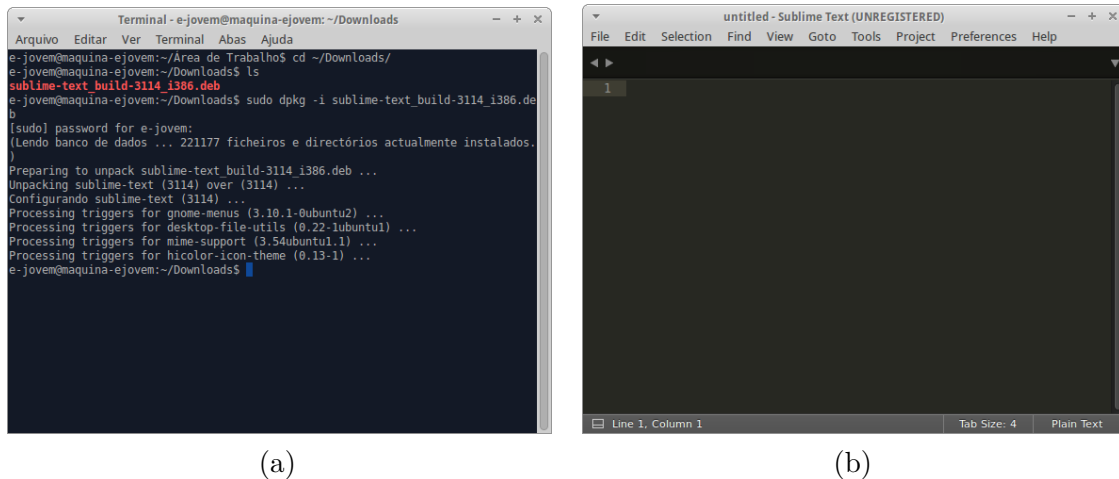 Terminal - e-jovem@maquina-ejovem: ~/Downloads
Arquivo Editar Ver Terminal Abas Ajuda
e-jovem@maquina-ejovem:~/Área de Trabalho$ cd ~/Downloads/
e-jovem@maquina-ejovem:~/Downloads$ ls
sublime-text_build-3114_i386.deb
e-jovem@maquina-ejovem:~/Downloads$ sudo dpkg -i sublime-text_build-3114_i386.de
b
[sudo] password for e-jovem:
(Lendo banco de dados ... 221177 ficheiros e directórios actualmente instalados.
)
Preparing to unpack sublime-text_build-3114_i386.deb ...
Unpacking sublime-text (3114) over (3114) ...
Configurando sublime-text (3114) ...
Processing triggers for gnome-menus (3.10.1-0ubuntu2) ...
Processing triggers for desktop-file-utils (0.22-1ubuntu1) ...
Processing triggers for mime-support (3.54ubuntu1.1) ...
Processing triggers for hicolor-icon-theme (0.13-1) ...
e-jovem@maquina-ejovem:~/Downloads$
(a)
untitled - Sublime Text (UNREGISTERED)
File Edit Selection Find View Goto Tools Project Preferences Help
1
Line 1, Column 1 Tab Size: 4 Plain Text
(b)